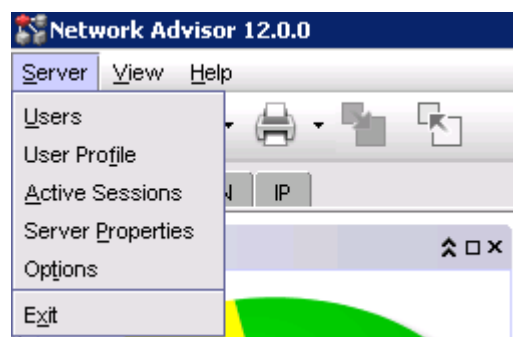 Network Advisor 12.0.0
Server View Help
Users
User Profile
Active Sessions
Server Properties
Options
Exit
IP